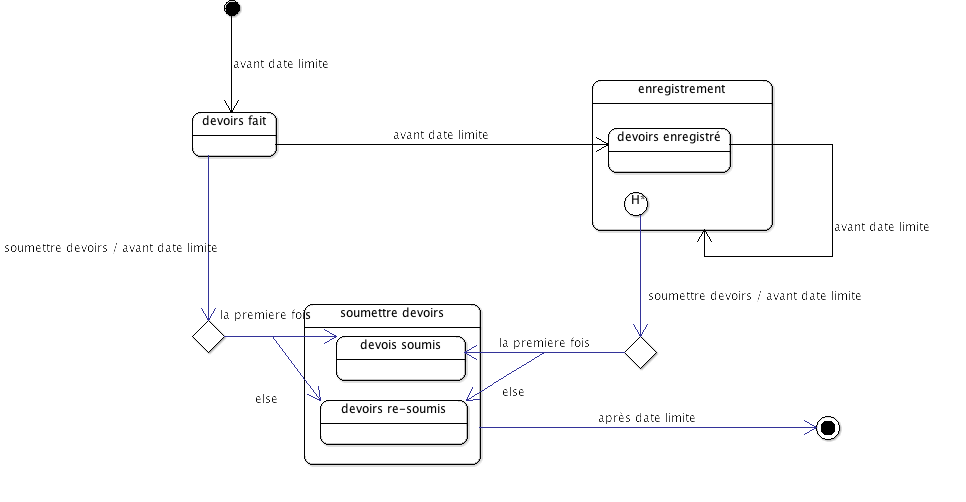 avant date limite
enregistrement
devoirs fait
avant date limite
devoirs enregistré
H*
avant date limite
soumettre devoirs / avant date limite
soumettre devoirs / avant date limite
la premiere fois
soumettre devoirs
devois soumis
la premiere fois
else
else
devoirs re-soumis
après date limite